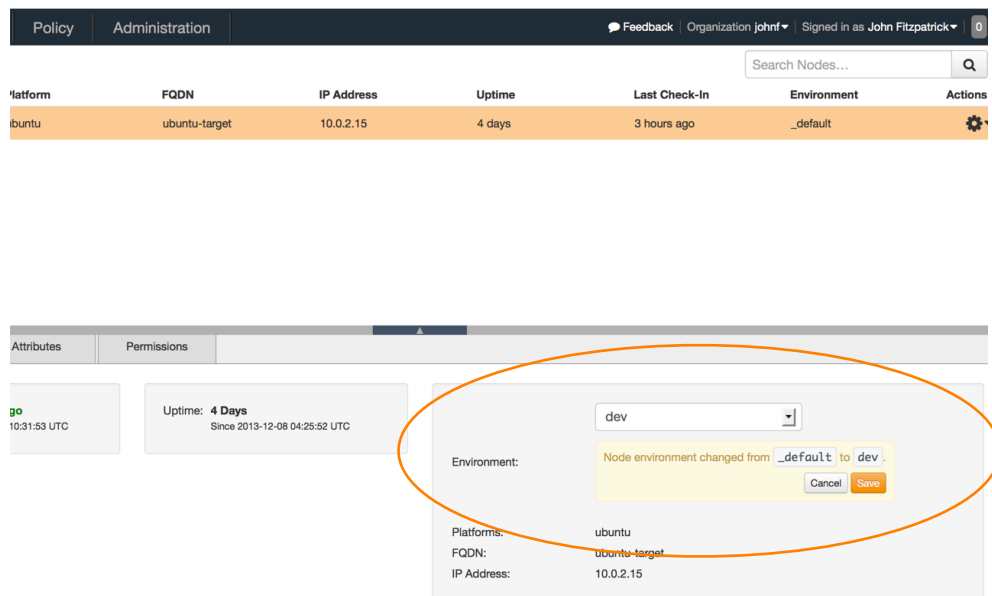 Policy Administration Feedback Organization johnf Signed in as John Fitzpatrick 0
Search Nodes...
Platform FQDN IP Address Uptime Last Check-In Environment Actions
ubuntu ubuntu-target 10.0.2.15 4 days 3 hours ago _default
Attributes Permissions
go
10:31:53 UTC
Uptime: 4 Days
Since 2013-12-08 04:25:52 UTC
dev
Environment:
Node environment changed from _default to dev.
Cancel Save
Platforms: ubuntu
FQDN: ubuntu-target
IP Address: 10.0.2.15